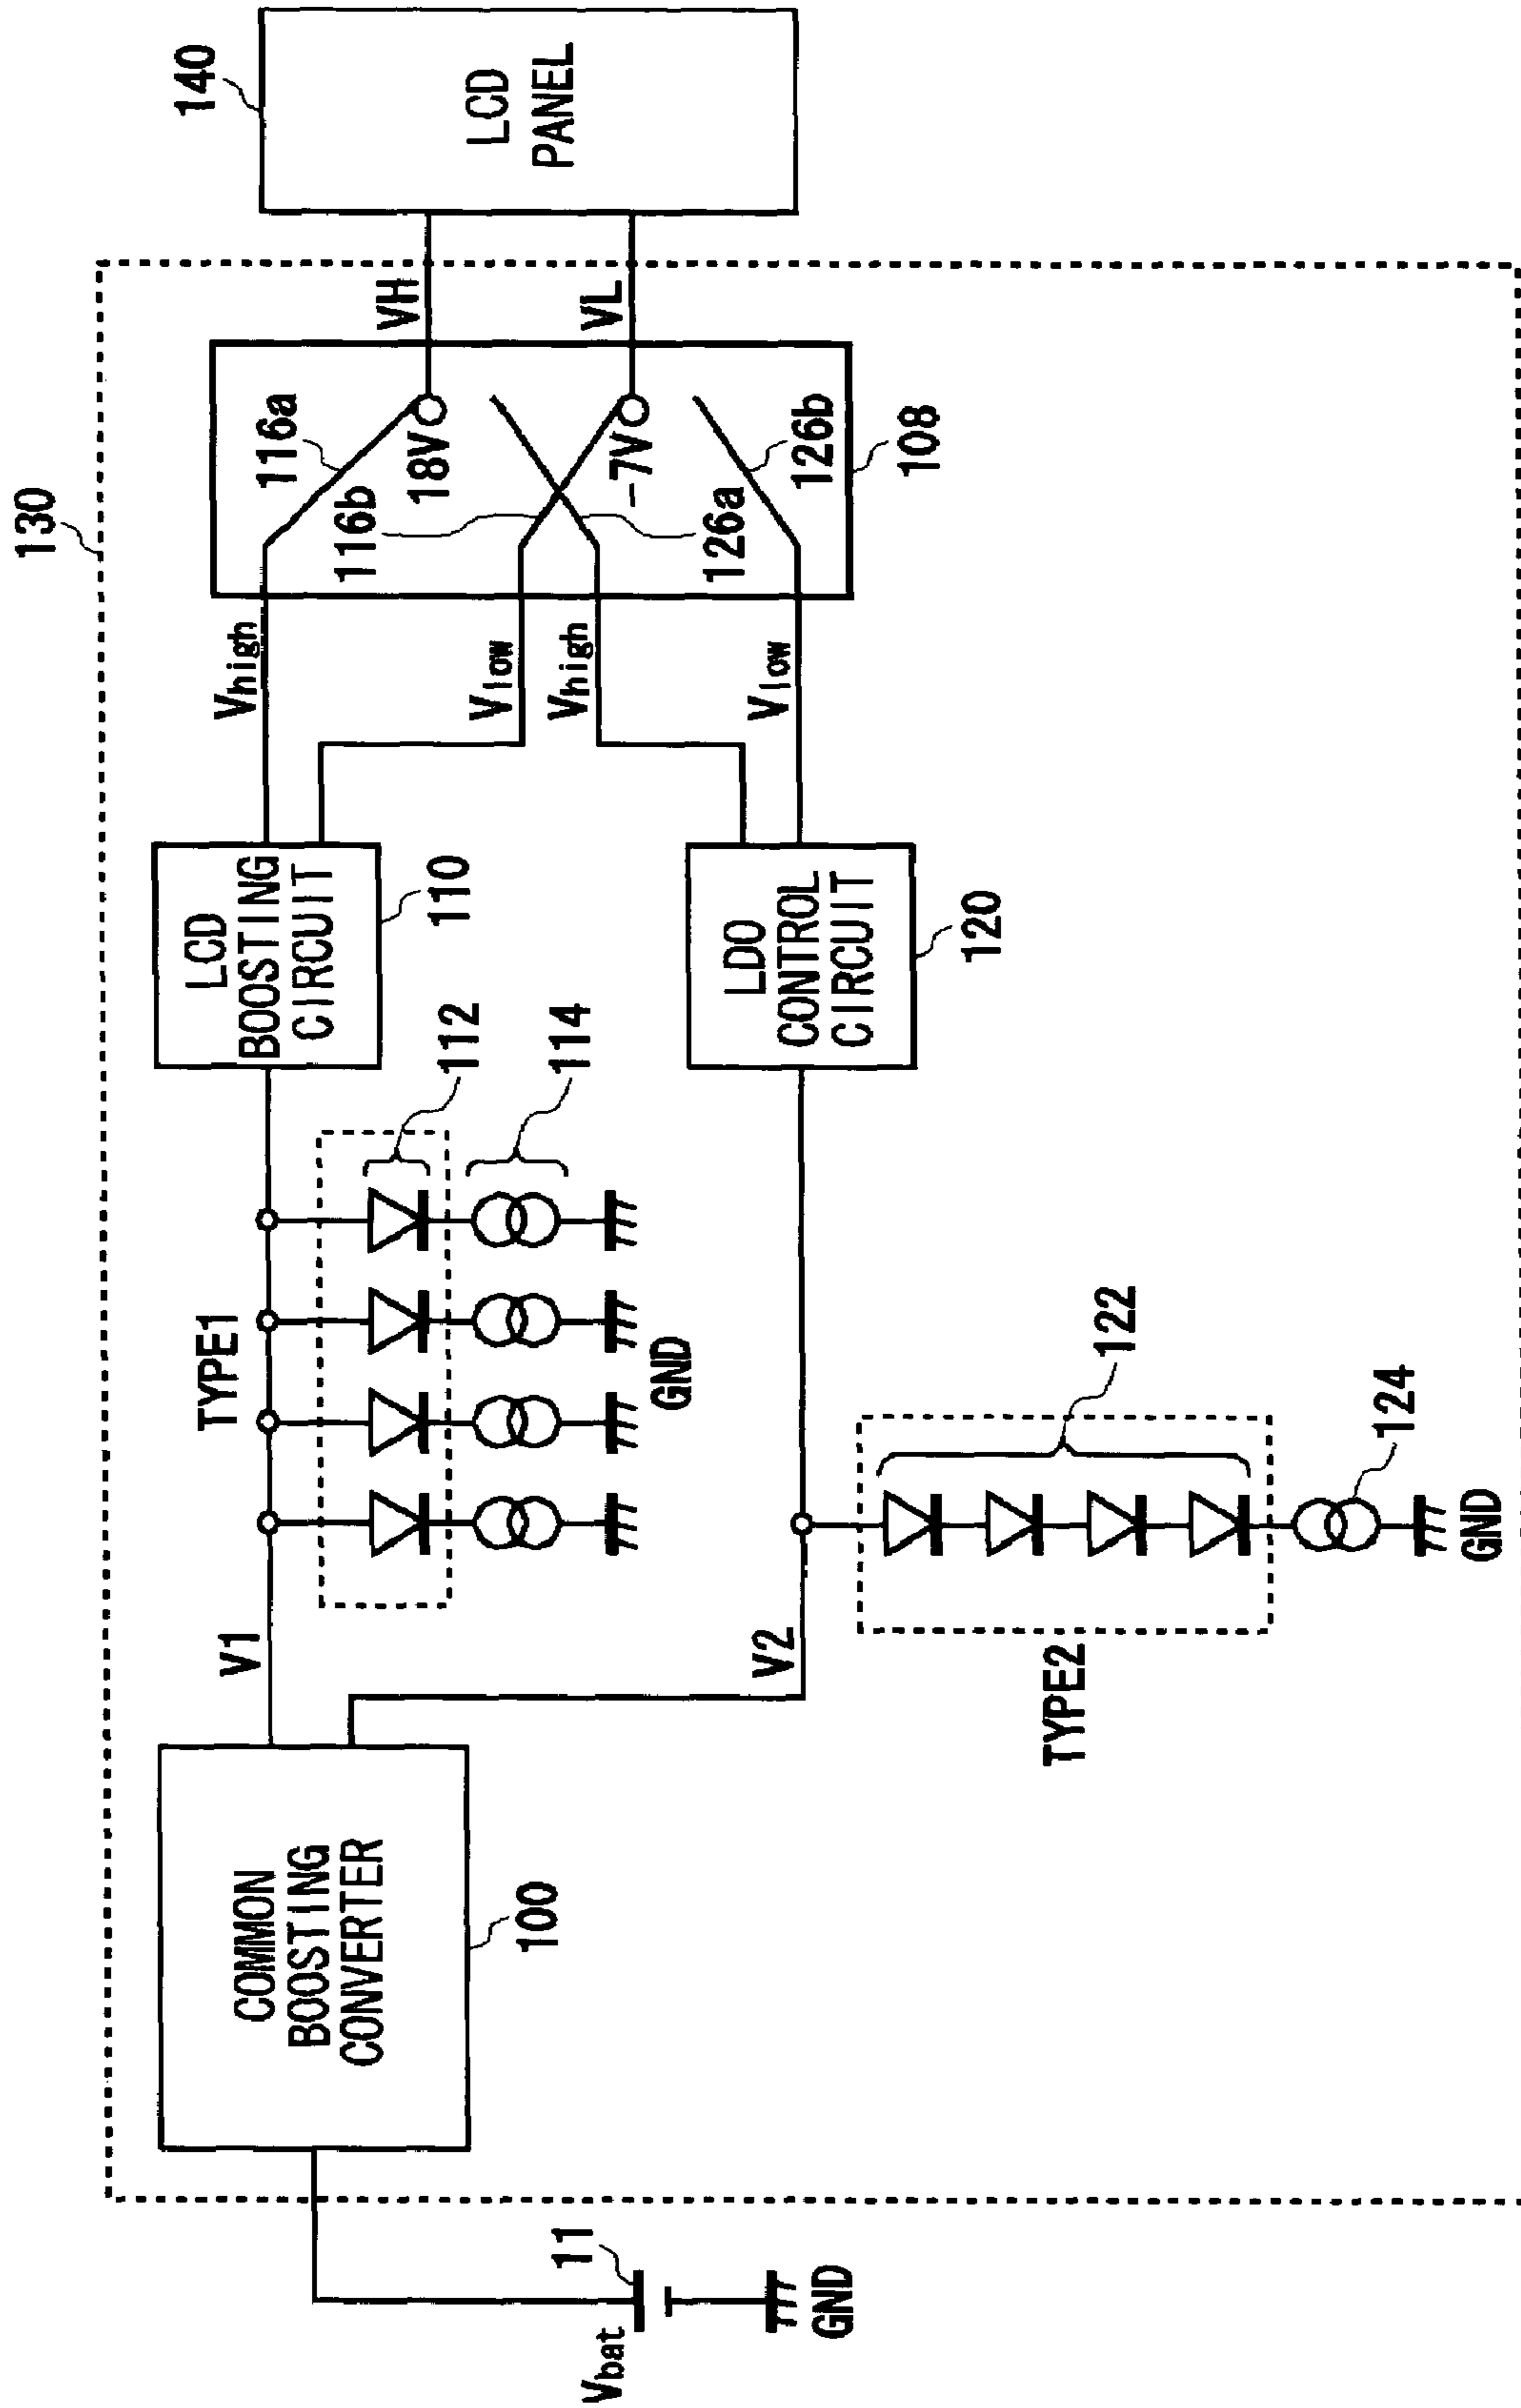 130
140
LCD
PANEL
VH
VL
116a
18V
116b
-7V
126a
126b
108
Vhigh
Vlow
Vhigh
Vlow
LCD
BOOSTING
CIRCUIT
110
LDO
CONTROL
CIRCUIT
120
TYPE1
112
114
GND
V1
V2
122
124
TYPE2
GND
COMMON
BOOSTING
CONVERTER
100
Vbat
11
GND